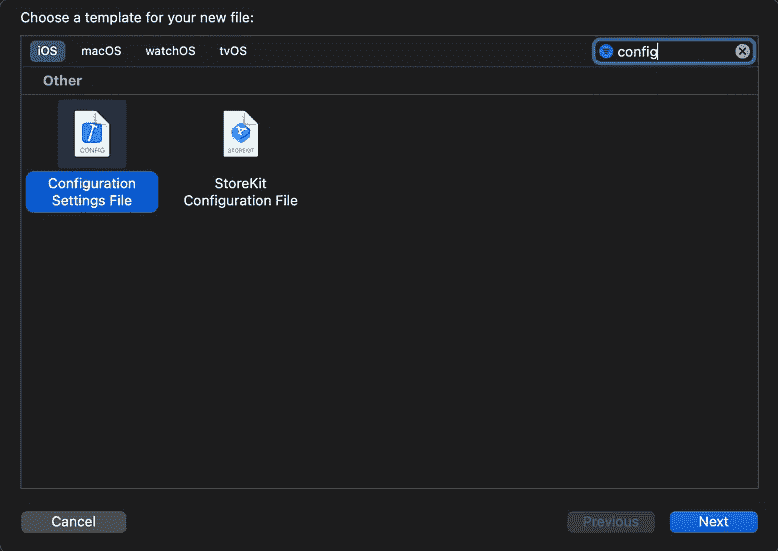 Choose a template for your new file:
iOS macOS watchOS tvOS config
Other
CONFIG STOREKIT
Configuration
Settings File
StoreKit
Configuration File
Cancel Previous Next